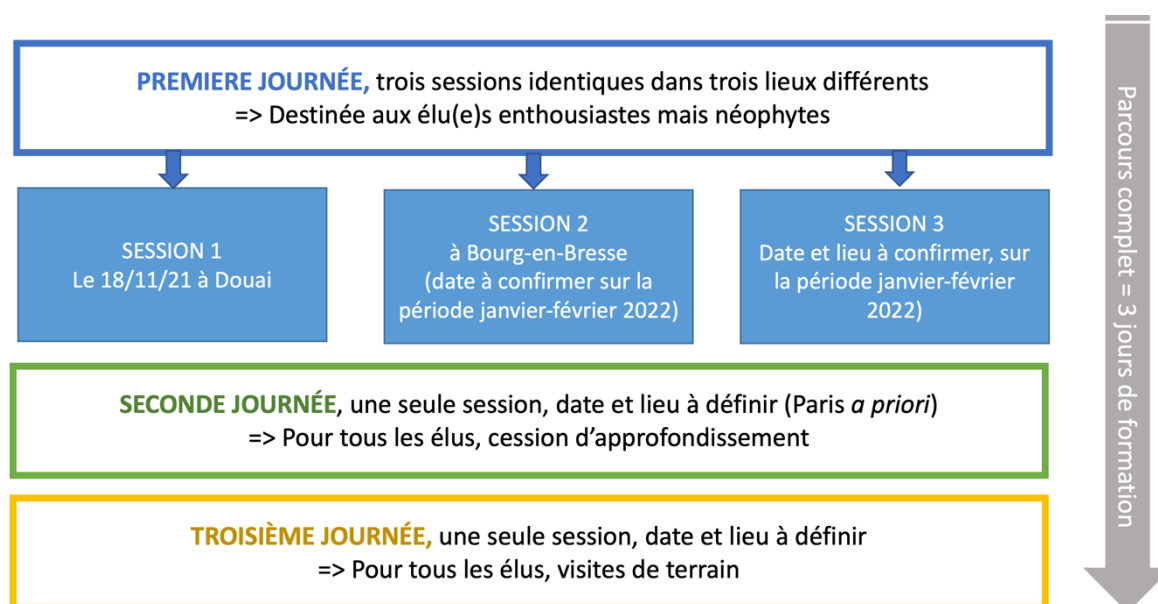 PREMIERE JOURNÉE, trois sessions identiques dans trois lieux différents
=> Destinée aux élu(e)s enthousiastes mais néophytes
SESSION 1
Le 18/11/21 à Douai
SESSION 2
à Bourg-en-Bresse
(date à confirmer sur la
période janvier-février 2022)
SESSION 3
Date et lieu à confirmer, sur
la période janvier-février
2022)
SECONDE JOURNÉE, une seule session, date et lieu à définir (Paris a priori)
=> Pour tous les élus, cession d’approfondissement
TROISIÈME JOURNÉE, une seule session, date et lieu à définir
=> Pour tous les élus, visites de terrain
Parcours complet = 3 jours de formation